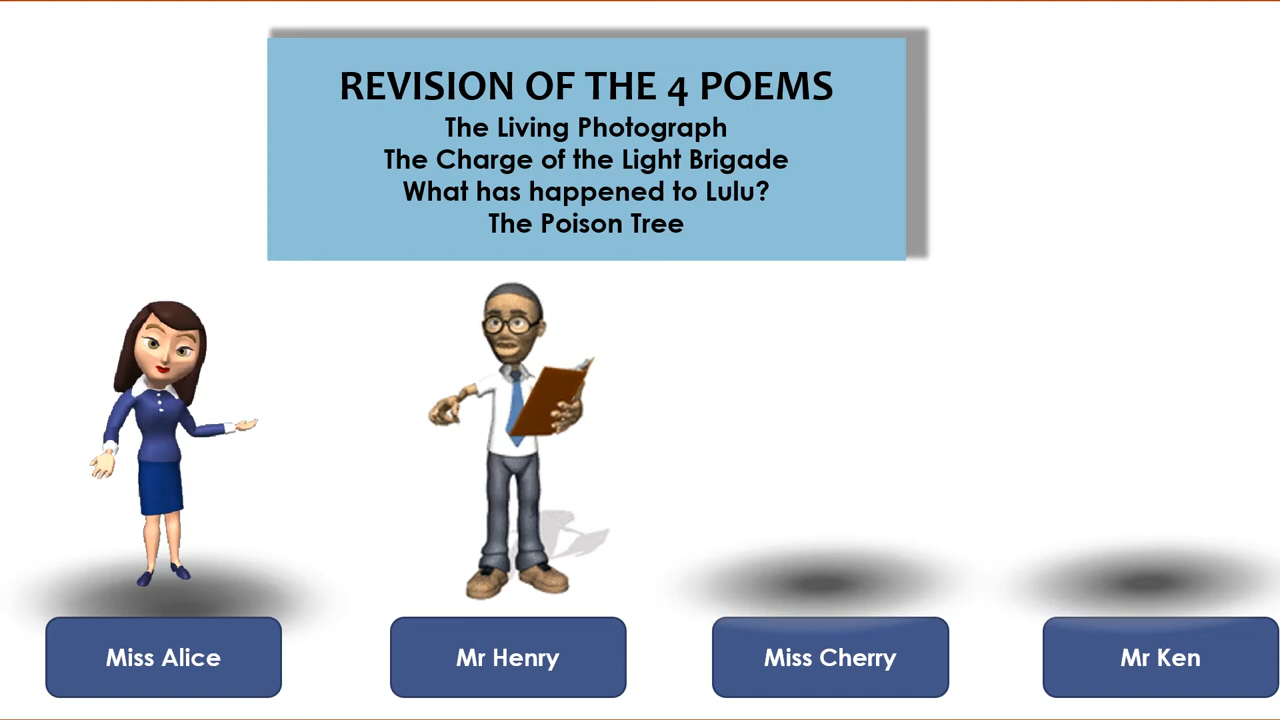 REVISION OF THE 4 POEMS
The Living Photograph
The Charge of the Light Brigade
What has happened to Lulu?
The Poison Tree
Miss Alice
Mr Henry
Miss Cherry
Mr Ken